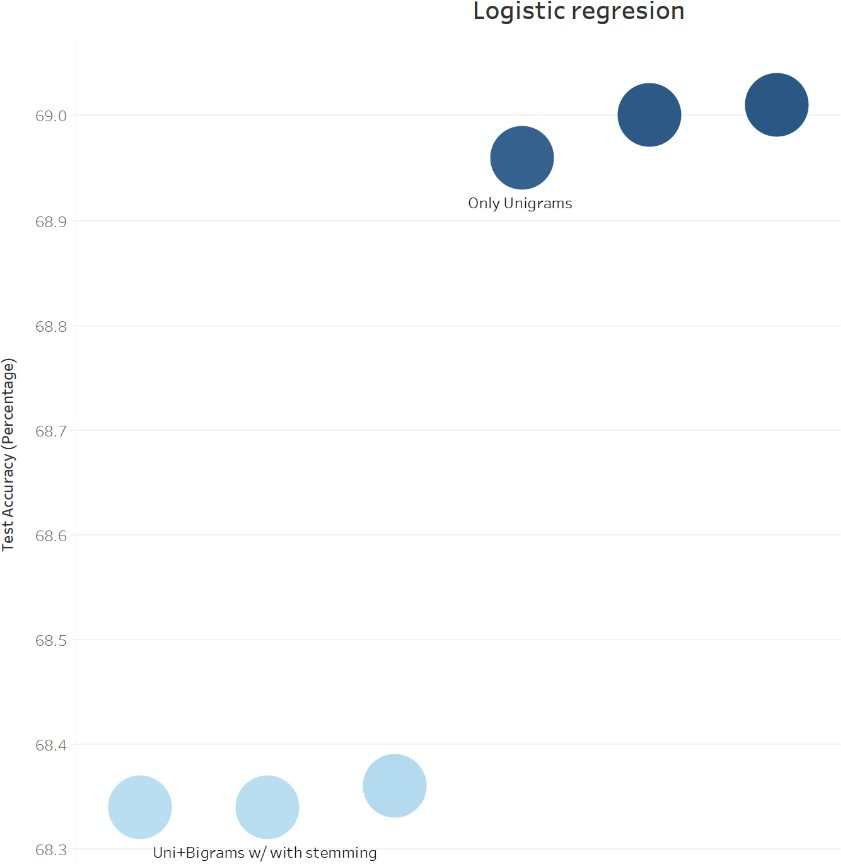 Logistic regresion
69.0
Only Unigrams
68.9
68.8
68.7
Test Accuracy (Percentage)
68.6
68.5
68.4
68.3
Uni+Bigrams w/ with stemming